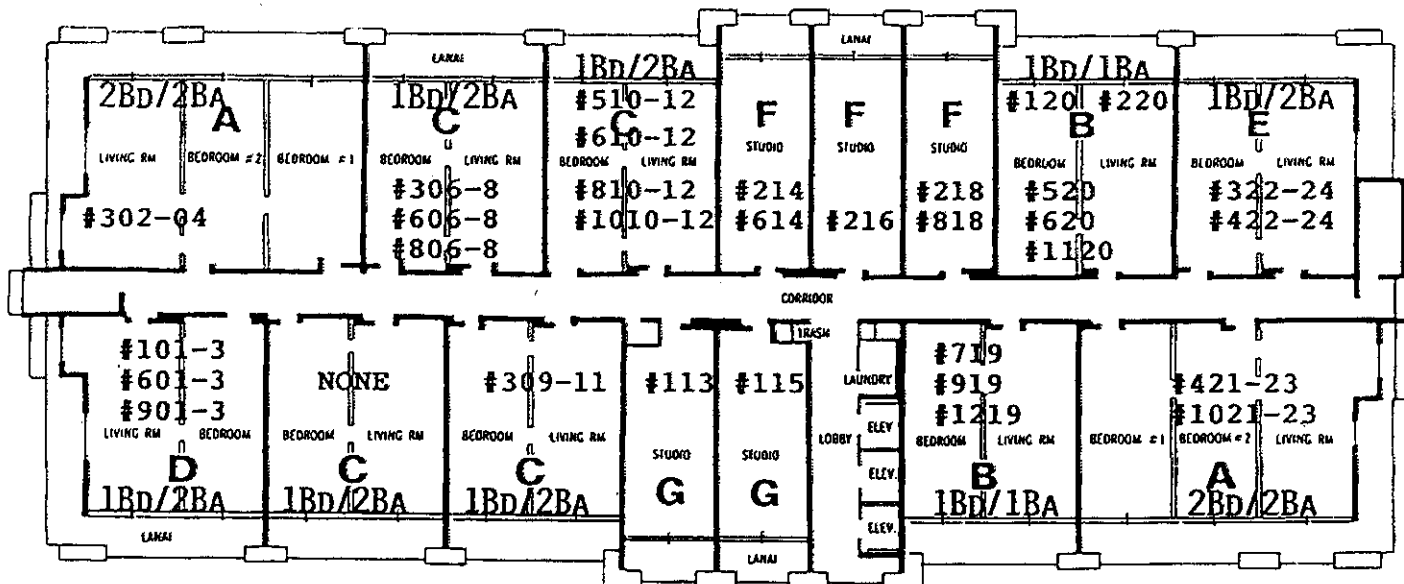 LANAI
LANAI
2BD/2BA
1BD/2BA
1BD/2BA
1BD/1BA
1BD/2BA
#510-12
#120 #220
A
C
C
F
F
F
B
E
#610-12
STUDIO
STUDIO
STUDIO
LIVING RM
BEDROOM #2
BEDROOM #1
BEDROOM
LIVING RM
BEDROOM
LIVING RM
BEDROOM
LIVING RM
BEDROOM
LIVING RM
#302-04
#306-8
#606-8
#806-8
#810-12
#1010-12
#214
#614
#216
#218
#818
#520
#620
#1120
#322-24
#422-24
CORRIDOR
TRASH
#101-3
#601-3
#901-3
NONE
#309-11
#113
#115
LAUNDRY
#719
#919
#1219
#421-23
#1021-23
LIVING RM
BEDROOM
BEDROOM
LIVING RM
BEDROOM
LIVING RM
STUDIO
STUDIO
LOBBY
ELEV
ELEV.
ELEV.
BEDROOM
LIVING RM
BEDROOM #1
BEDROOM #2
LIVING RM
D
C
C
G
G
B
A
1BD/2BA
1BD/2BA
1BD/2BA
1BD/1BA
2BD/2BA
LANAI
LANAI